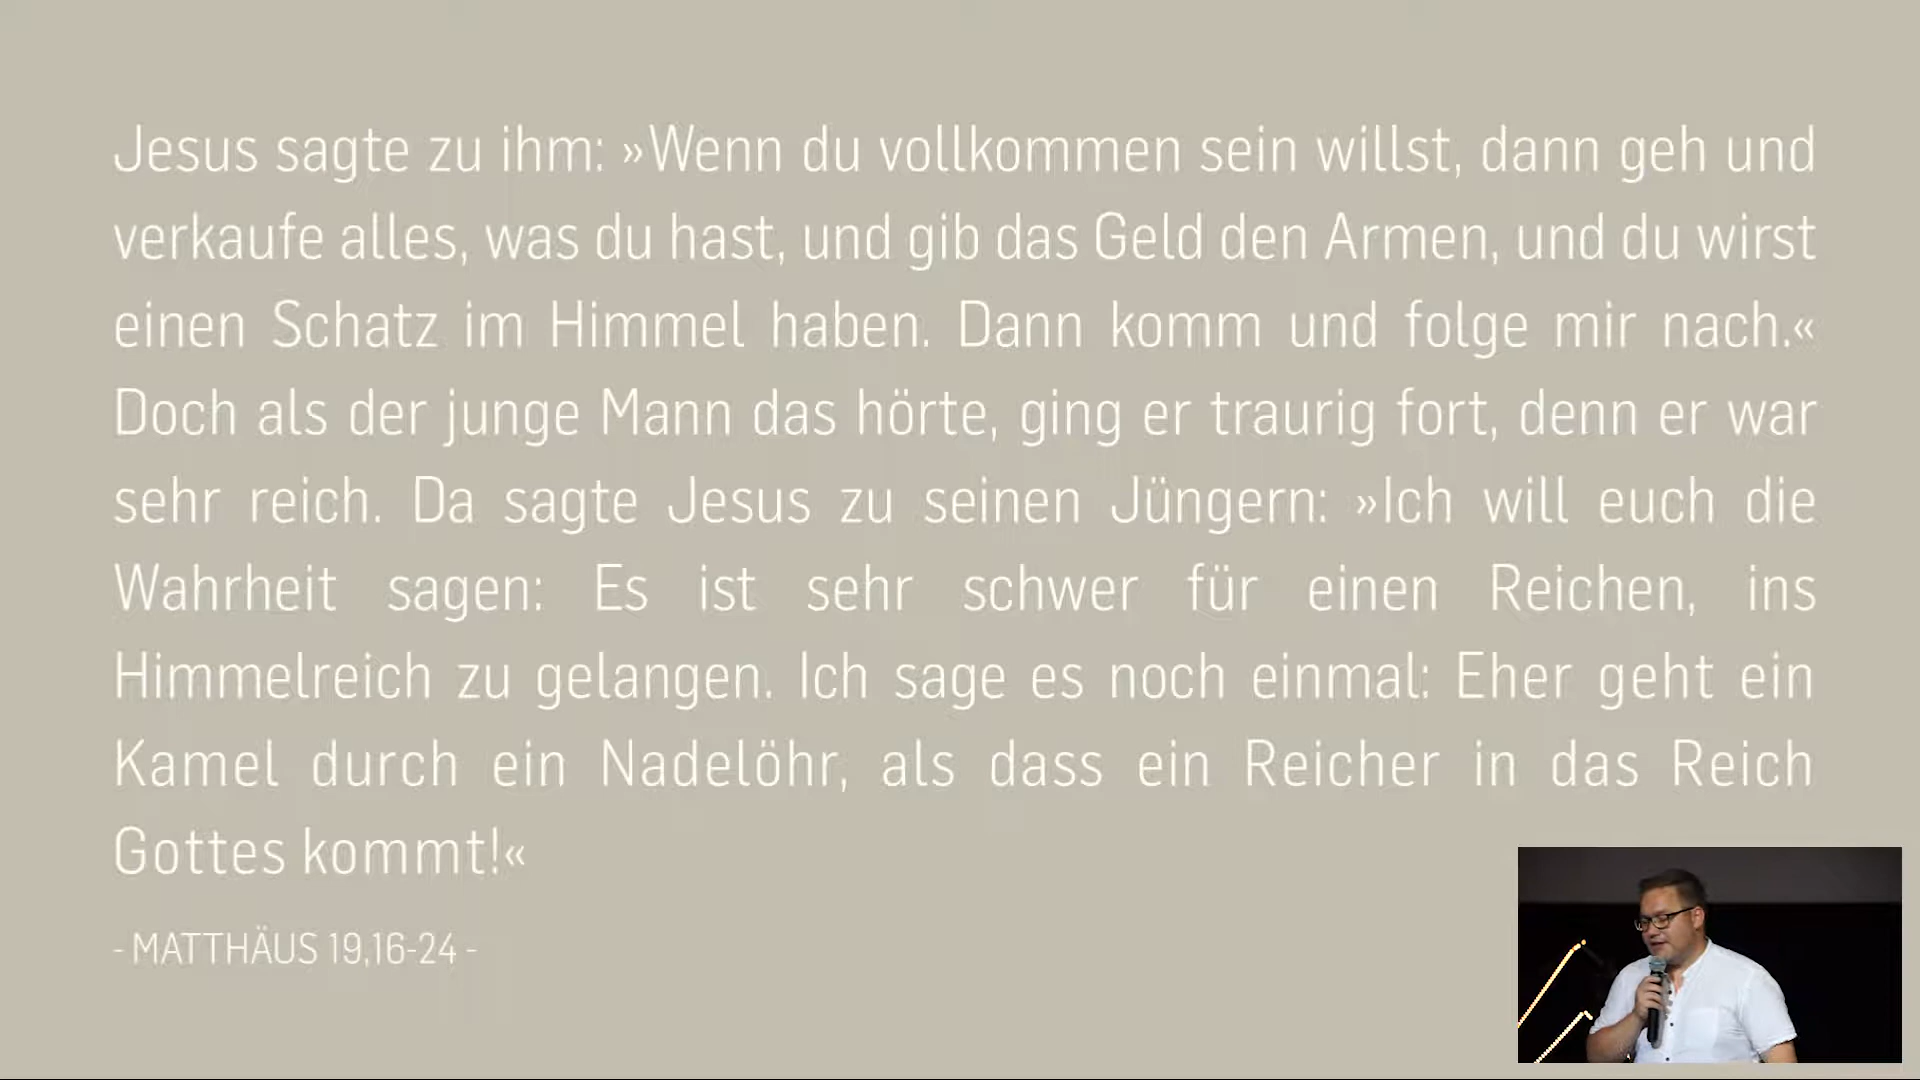 Jesus sagte zu ihm: »Wenn du vollkommen sein willst, dann geh und
verkaufe alles, was du hast, und gib das Geld den Armen, und du wirst
einen Schatz im Himmel haben. Dann komm und folge mir nach.«
Doch als der junge Mann das hörte, ging er traurig fort, denn er war
sehr reich. Da sagte Jesus zu seinen Jüngern: »Ich will euch die
Wahrheit sagen: Es ist sehr schwer für einen Reichen, ins
Himmelreich zu gelangen. Ich sage es noch einmal: Eher geht ein
Kamel durch ein Nadelöhr, als dass ein Reicher in das Reich
Gottes kommt!«
- MATTHÄUS 19,16-24 -